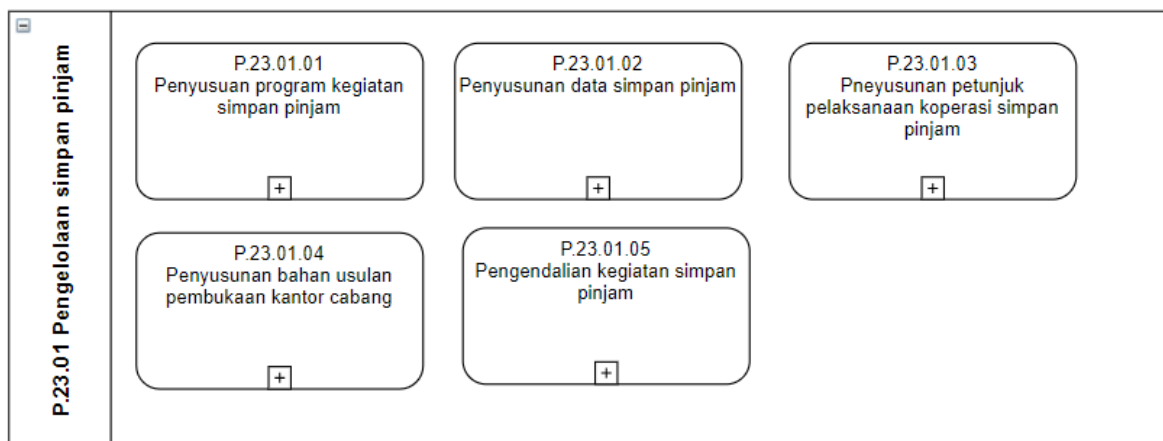 P.23.01 Pengelolaan simpan pinjam
P.23.01.01
Penyusuan program kegiatan
simpan pinjam
P.23.01.02
Penyusunan data simpan pinjam
P.23.01.03
Pneyusunan petunjuk
pelaksanaan koperasi simpan
pinjam
P.23.01.04
Penyusunan bahan usulan
pembukaan kantor cabang
P.23.01.05
Pengendalian kegiatan simpan
pinjam